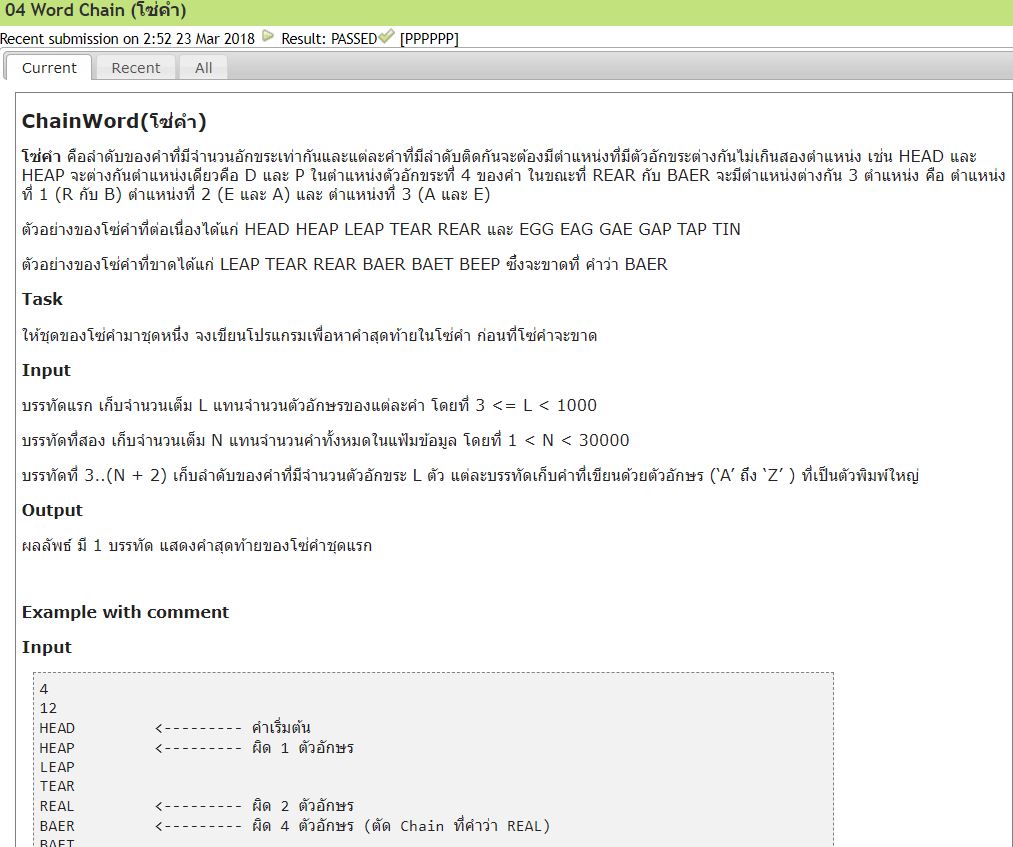 04 Word Chain (โซ่คำ)
Recent submission on 2:52 23 Mar 2018 Result: PASSED [PPPPPP]
Current Recent All
ChainWord(โซ่คำ)
โซ่คำ คือลำดับของคำที่มีจำนวนอักขระเท่ากันและแต่ละคำที่มีลำดับติดกันจะต้องมีตำแหน่งที่มีตัวอักขระต่างกันไม่เกินสองตำแหน่ง เช่น HEAD และ
HEAP จะต่างกันตำแหน่งเดียวคือ D และ P ในตำแหน่งตัวอักขระที่ 4 ของคำ ในขณะที่ REAR กับ BAER จะมีตำแหน่งต่างกัน 3 ตำแหน่ง คือ ตำแหน่ง
ที่ 1 (R กับ B) ตำแหน่งที่ 2 (E และ A) และ ตำแหน่งที่ 3 (A และ E)
ตัวอย่างของโซ่คำที่ต่อเนื่องได้แก่ HEAD HEAP LEAP TEAR REAR และ EGG EAG GAE GAP TAP TIN
ตัวอย่างของโซ่คำที่ขาดได้แก่ LEAP TEAR REAR BAER BAET BEEP ซึ่งจะขาดที่ คำว่า BAER
Task
ให้ชุดของโซ่คำมาชุดหนึ่ง จงเขียนโปรแกรมเพื่อหาคำสุดท้ายในโซ่คำ ก่อนที่โซ่คำจะขาด
Input
บรรทัดแรก เก็บจำนวนเต็ม L แทนจำนวนตัวอักษรของแต่ละคำ โดยที่ 3 <= L < 1000
บรรทัดที่สอง เก็บจำนวนเต็ม N แทนจำนวนคำทั้งหมดในแฟ้มข้อมูล โดยที่ 1 < N < 30000
บรรทัดที่ 3..(N + 2) เก็บลำดับของคำที่มีจำนวนตัวอักขระ L ตัว แต่ละบรรทัดเก็บคำที่เขียนด้วยตัวอักษร (‘A’ ถึง ‘Z’ ) ที่เป็นตัวพิมพ์ใหญ่
Output
ผลลัพธ์ มี 1 บรรทัด แสดงคำสุดท้ายของโซ่คำชุดแรก
Example with comment
Input
4
12
HEAD <--------- คำเริ่มต้น
HEAP <--------- ผิด 1 ตัวอักษร
LEAP
TEAR
REAL <--------- ผิด 2 ตัวอักษร
BAER <--------- ผิด 4 ตัวอักษร (ตัด Chain ที่คำว่า REAL)
BAET